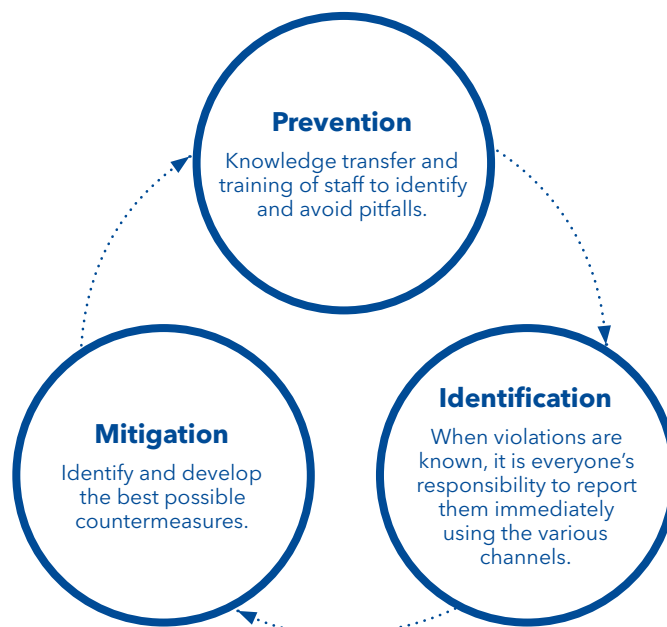 Prevention
Knowledge transfer and
training of staff to identify
and avoid pitfalls.
Identification
When violations are
known, it is everyone’s
responsibility to report
them immediately
using the various
channels.
Mitigation
Identify and develop
the best possible
countermeasures.